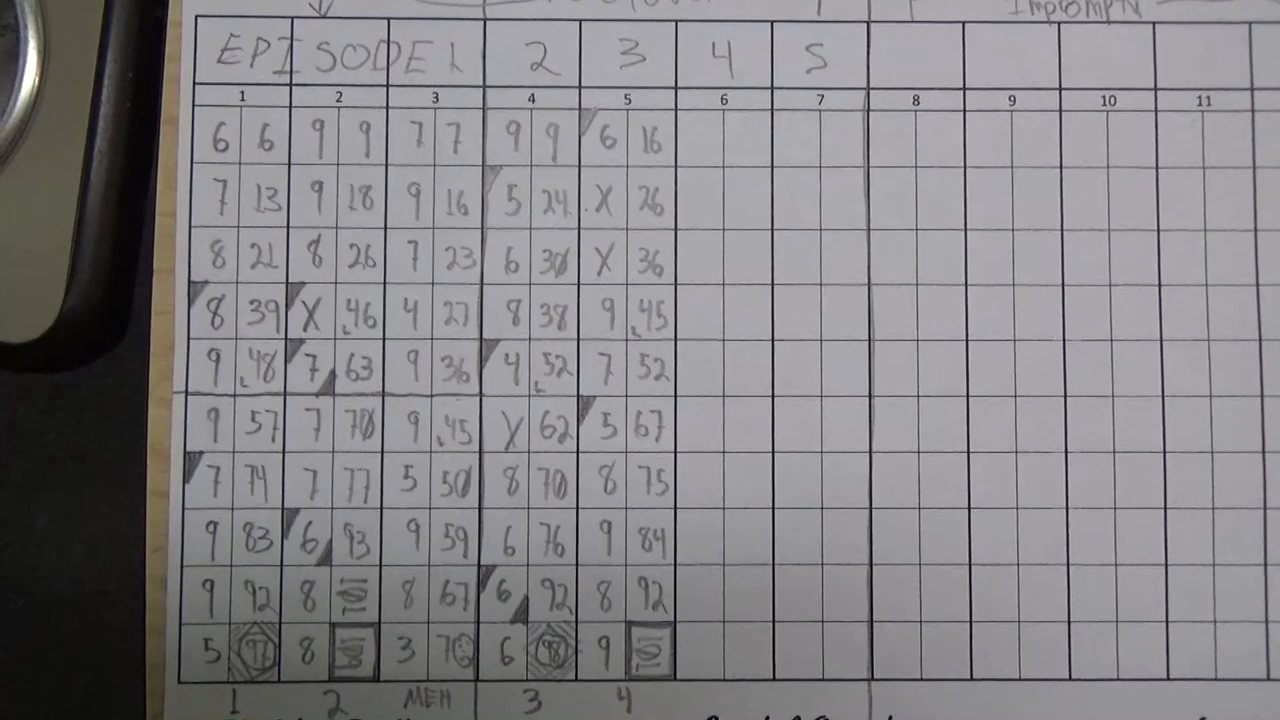 Impromptu
EPISODE 1 2 3 4 5
1 2 3 4 5 6 7 8 9 10 11
6 6 9 9 7 7 9 9 6 16
7 13 9 18 9 16 5 24 X 26
8 21 8 26 7 23 6 30 X 36
8 39 X 46 4 27 8 38 9 45
9 48 7 63 9 36 4 52 7 52
9 57 7 70 9 45 X 62 5 67
7 74 7 77 5 50 8 70 8 75
9 83 6 93 9 59 6 76 9 84
9 92 8 101 8 67 6 92 8 92
5 97 8 3 70 6 98 9 101
1 2 MEH 3 4